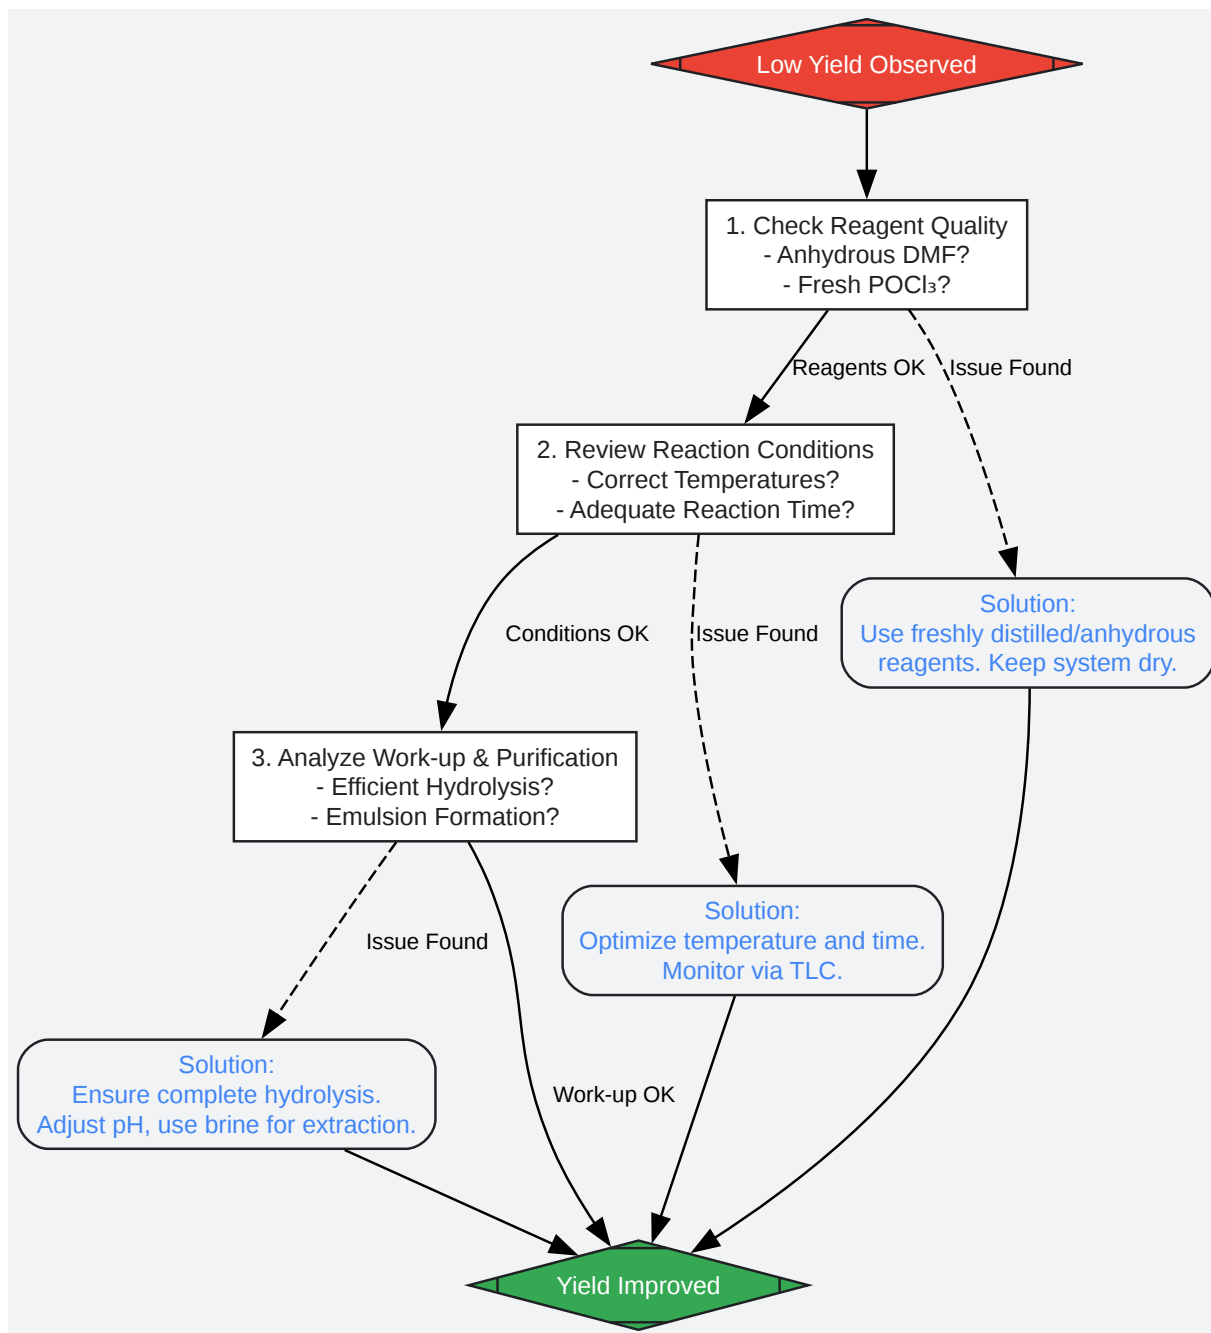 Low Yield Observed
1. Check Reagent Quality
- Anhydrous DMF?
- Fresh POCl₃?
Reagents OK
Issue Found
2. Review Reaction Conditions
- Correct Temperatures?
- Adequate Reaction Time?
Solution:
Use freshly distilled/anhydrous
reagents. Keep system dry.
Conditions OK
Issue Found
3. Analyze Work-up & Purification
- Efficient Hydrolysis?
- Emulsion Formation?
Solution:
Optimize temperature and time.
Monitor via TLC.
Issue Found
Solution:
Ensure complete hydrolysis.
Adjust pH, use brine for extraction.
Work-up OK
Yield Improved